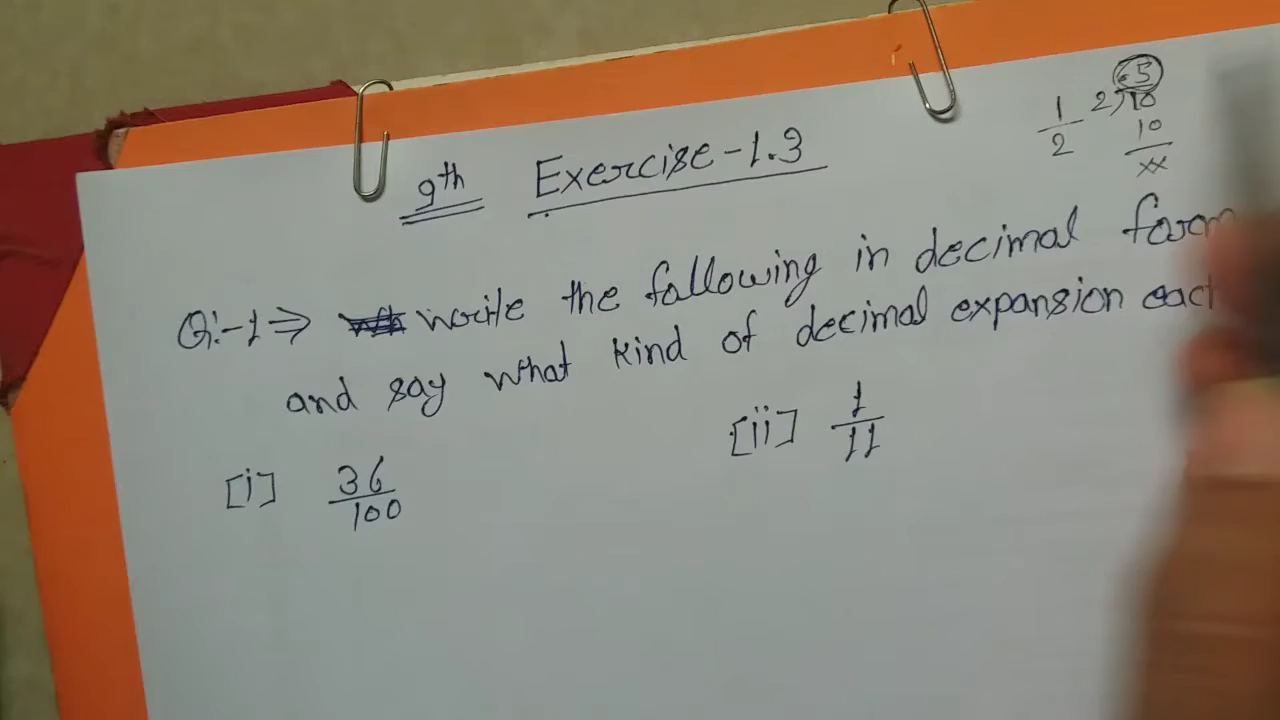 9th Exercise-1.3
1/2 2)10 .5
10
xx
Q:-1⇒ write the following in decimal form
and say what kind of decimal expansion each
[i] 36/100 [ii] 1/11